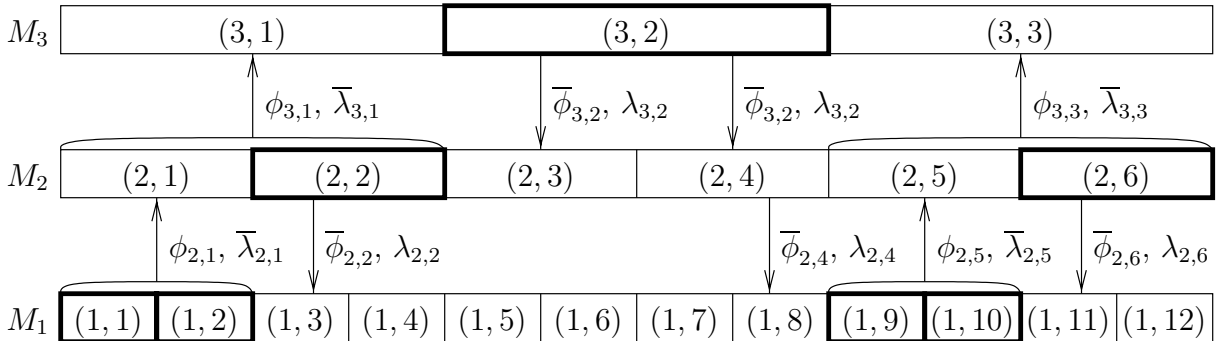 M₃ (3, 1) (3, 2) (3, 3)
ϕ₃,₁, λ̅₃,₁ ϕ̅₃,₂, λ₃,₂ ϕ̅₃,₂, λ₃,₂ ϕ₃,₃, λ̅₃,₃
M₂ (2, 1) (2, 2) (2, 3) (2, 4) (2, 5) (2, 6)
ϕ₂,₁, λ̅₂,₁ ϕ̅₂,₂, λ₂,₂ ϕ̅₂,₄, λ₂,₄ ϕ₂,₅, λ̅₂,₅ ϕ̅₂,₆, λ₂,₆
M₁ (1, 1) (1, 2) (1, 3) (1, 4) (1, 5) (1, 6) (1, 7) (1, 8) (1, 9) (1, 10) (1, 11) (1, 12)